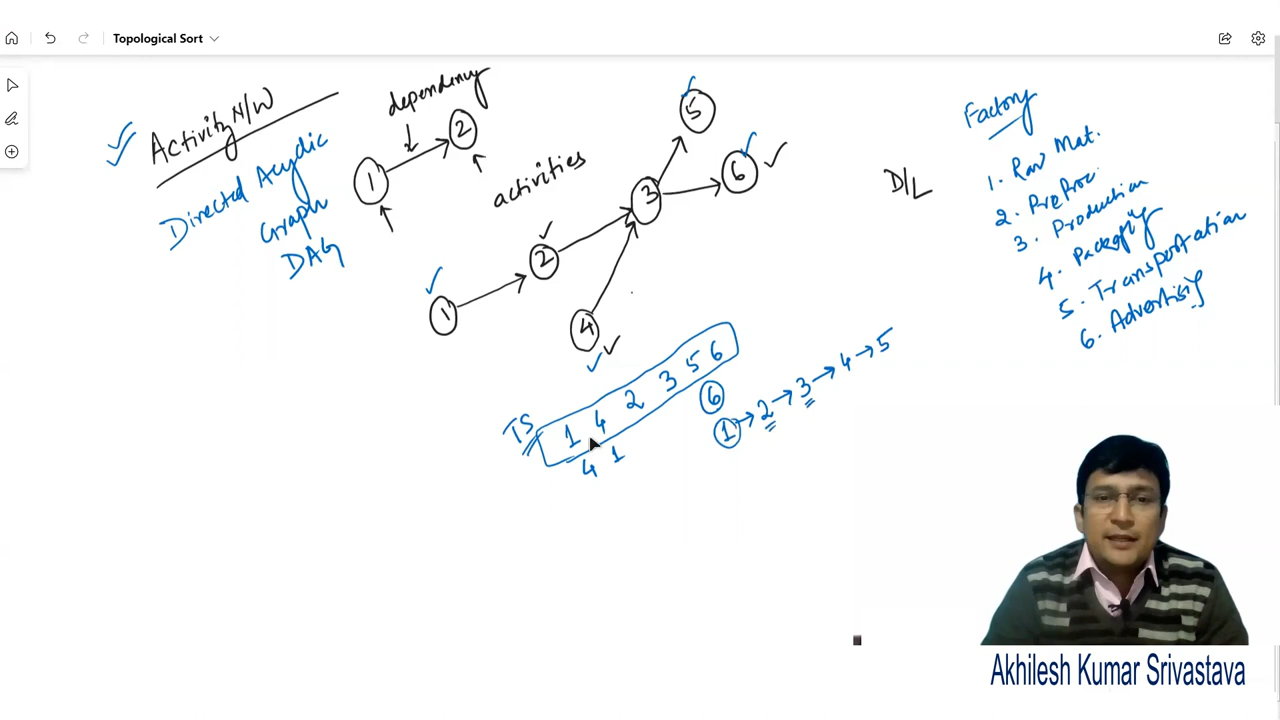 Topological Sort
Activity N/W
Directed Acyclic
Graph
DAG
dependency
1
2
activities
1
2
3
4
5
6
D/L
Factory
1. Raw Mat.
2. PreProc.
3. Production
4. Packaging
5. Transportation
6. Advertising
TS
1 4 2 3 5 6
4 1
6
1→2→3→4→5
Akhilesh Kumar Srivastava